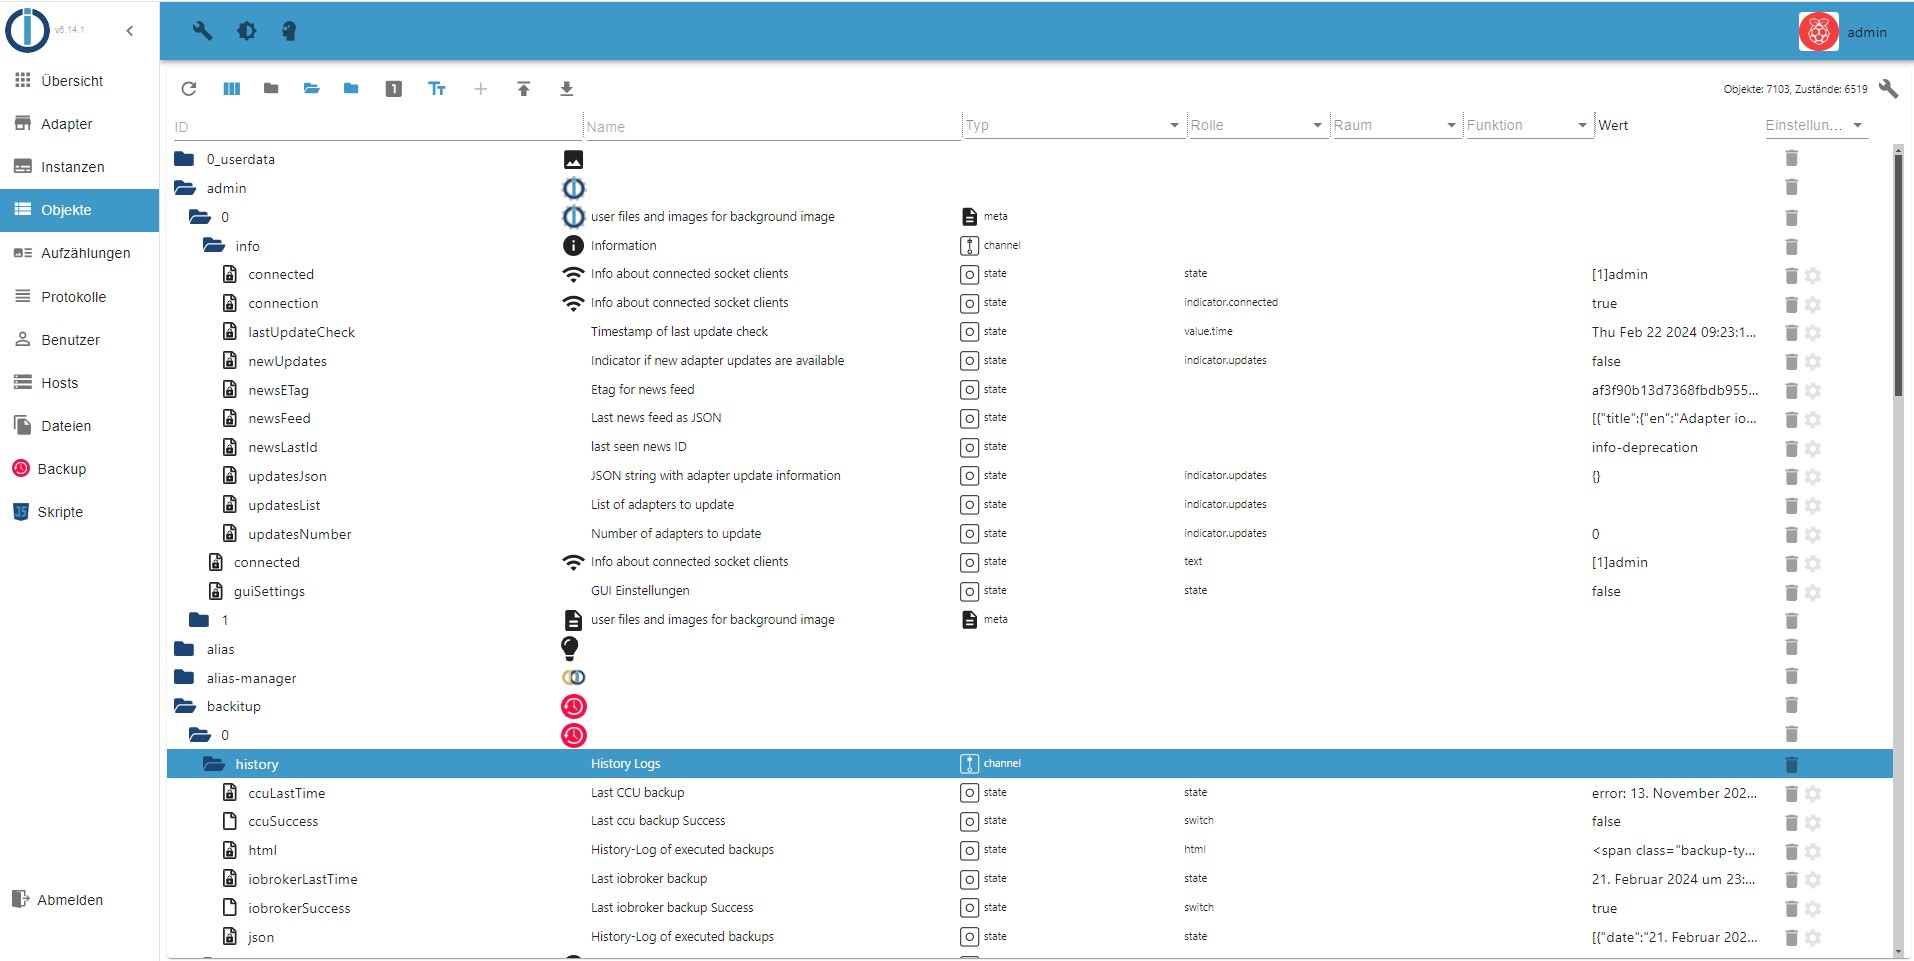 v6.14.1
admin
Übersicht
Adapter
Instanzen
Objekte
Aufzählungen
Protokolle
Benutzer
Hosts
Dateien
Backup
Skripte
Abmelden
Objekte: 7103, Zustände: 6519
ID Name Typ Rolle Raum Funktion Wert Einstellun...
0_userdata
admin
0 user files and images for background image meta
info Information channel
connected Info about connected socket clients state state [1]admin
connection Info about connected socket clients state indicator.connected true
lastUpdateCheck Timestamp of last update check state value.time Thu Feb 22 2024 09:23:1...
newUpdates Indicator if new adapter updates are available state indicator.updates false
newsETag Etag for news feed state af3f90b13d7368fbdb955...
newsFeed Last news feed as JSON state [{"title":{"en":"Adapter io...
newsLastId last seen news ID state info-deprecation
updatesJson JSON string with adapter update information state indicator.updates {}
updatesList List of adapters to update state indicator.updates
updatesNumber Number of adapters to update state indicator.updates 0
connected Info about connected socket clients state text [1]admin
guiSettings GUI Einstellungen state state false
1 user files and images for background image meta
alias
alias-manager
backitup
0
history History Logs channel
ccuLastTime Last CCU backup state state error: 13. November 202...
ccuSuccess Last ccu backup Success state switch false
html History-Log of executed backups state html <span class="backup-ty...
iobrokerLastTime Last iobroker backup state state 21. Februar 2024 um 23:...
iobrokerSuccess Last iobroker backup Success state switch true
json History-Log of executed backups state state [{"date":"21. Februar 202...